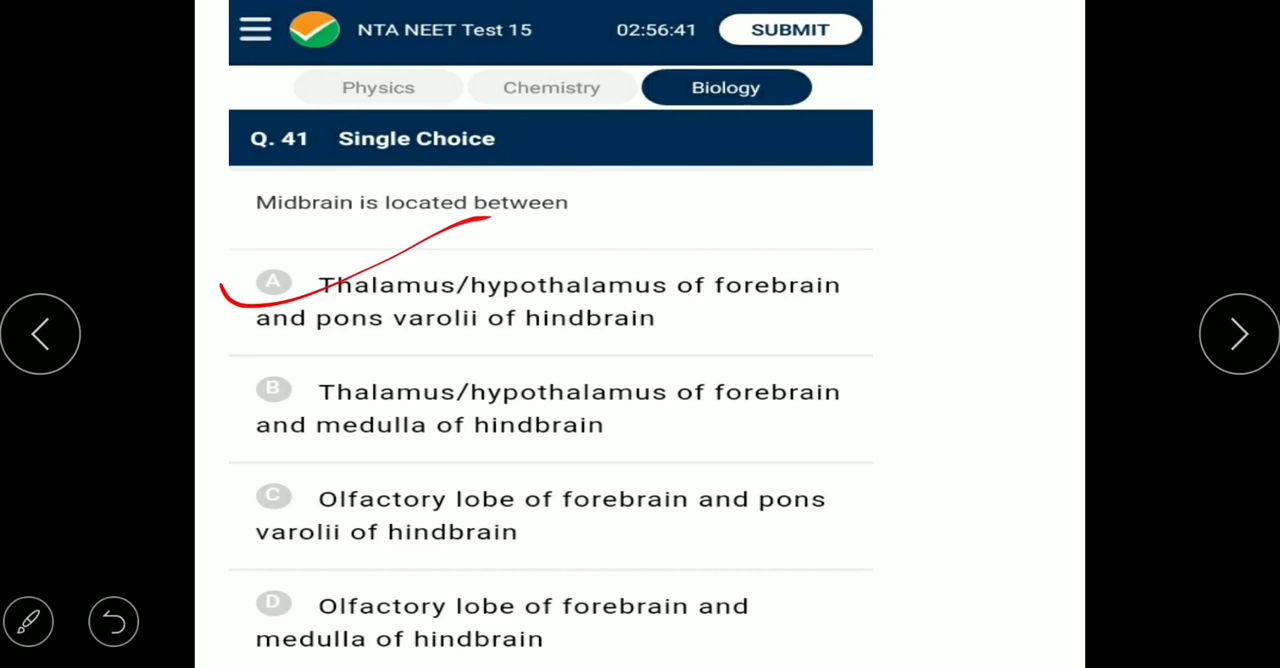 NTA NEET Test 15 02:56:41 SUBMIT
Physics Chemistry Biology
Q. 41 Single Choice
Midbrain is located between
A Thalamus/hypothalamus of forebrain
and pons varolii of hindbrain
B Thalamus/hypothalamus of forebrain
and medulla of hindbrain
C Olfactory lobe of forebrain and pons
varolii of hindbrain
D Olfactory lobe of forebrain and
medulla of hindbrain